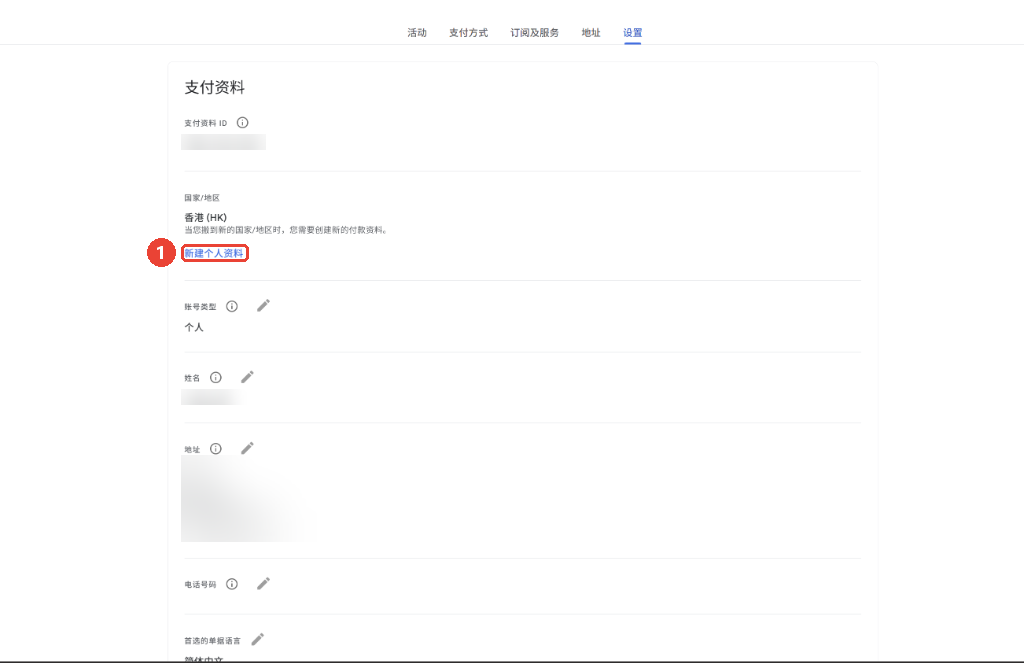 活动 支付方式 订阅及服务 地址 设置
支付资料
支付资料 ID
国家/地区
香港 (HK)
当您搬到新的国家/地区时，您需要创建新的付款资料。
1 新建个人资料
账号类型
个人
姓名
地址
电话号码
首选的单据语言
简体中文